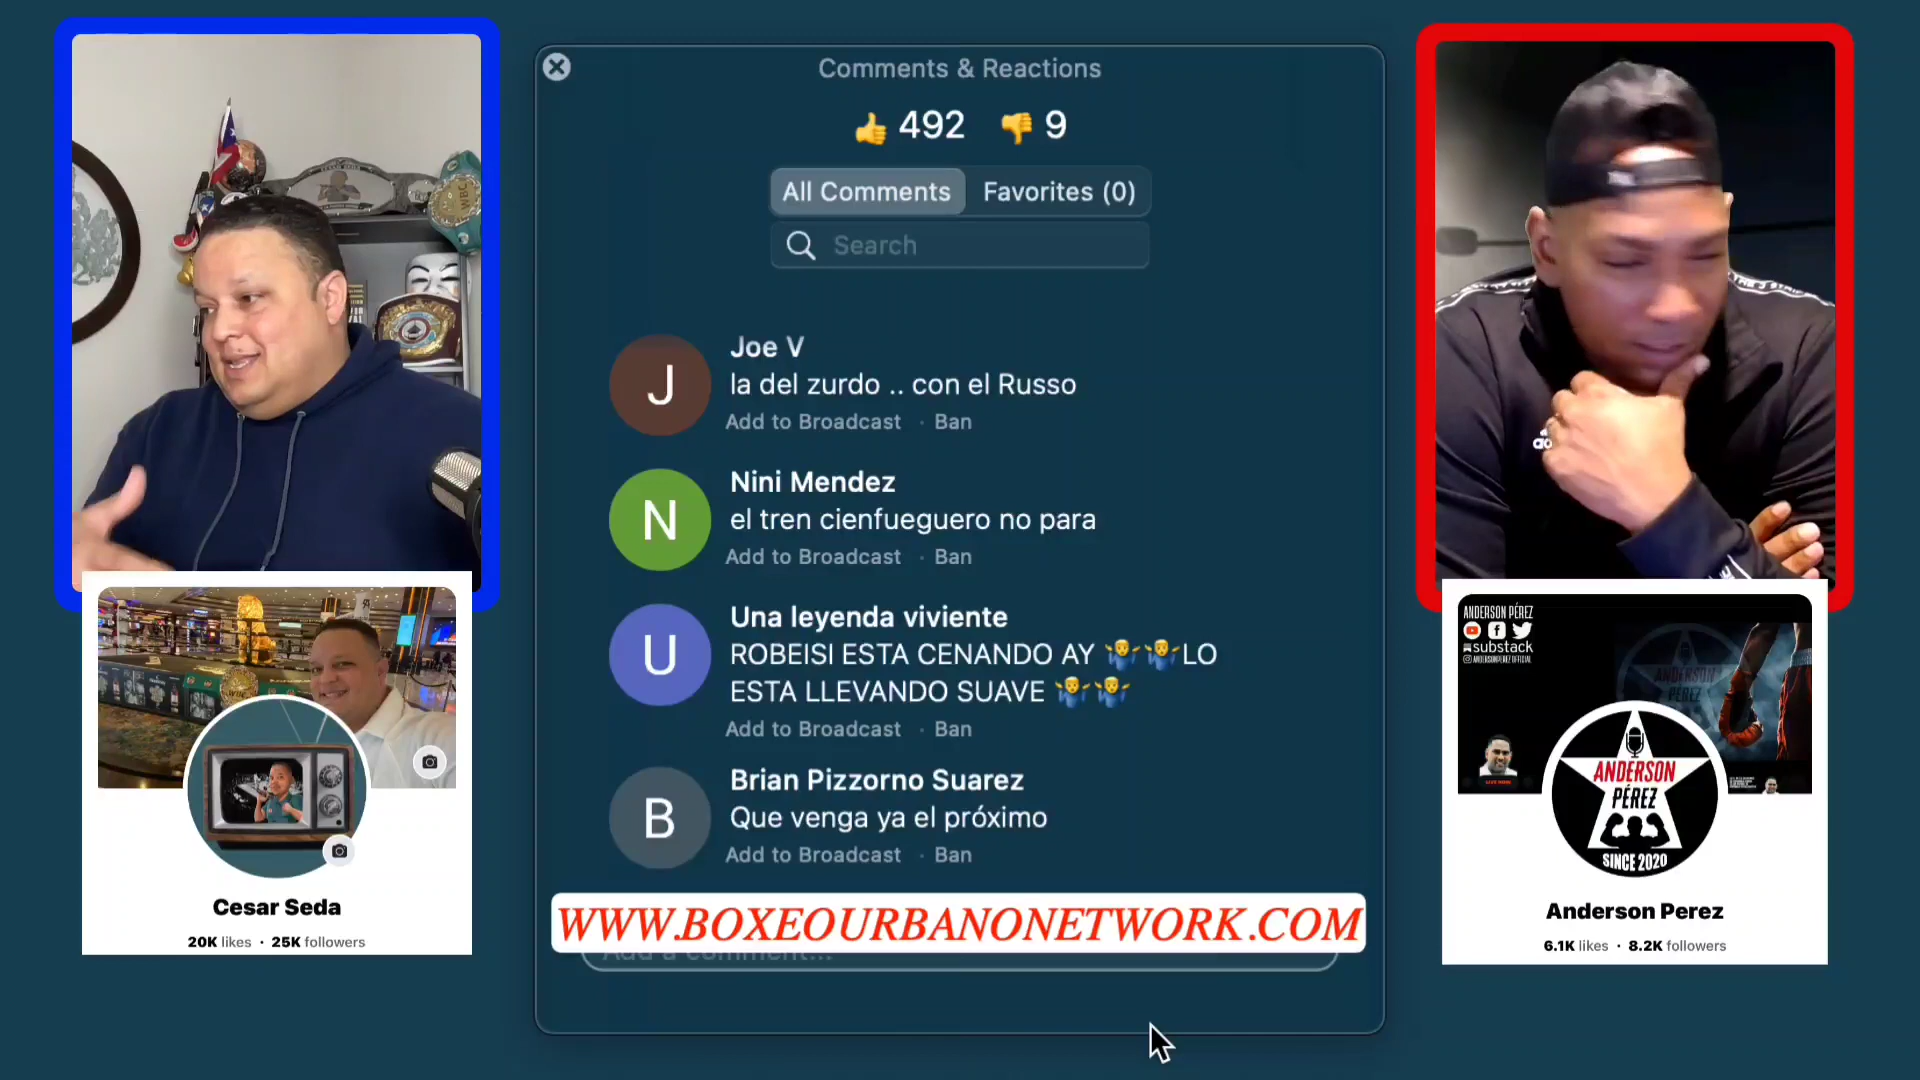 Comments & Reactions
👍 492 👎 9
All Comments Favorites (0)
Search
Joe V
la del zurdo .. con el Russo
Add to Broadcast · Ban
Nini Mendez
el tren cienfueguero no para
Add to Broadcast · Ban
Una leyenda viviente
ROBEISI ESTA CENANDO AY 🤷‍♂️🤷‍♂️LO
ESTA LLEVANDO SUAVE 🤷‍♂️🤷‍♂️
Add to Broadcast · Ban
Brian Pizzorno Suarez
Que venga ya el próximo
Add to Broadcast · Ban
WWW.BOXEOURBANONETWORK.COM
Add a comment...
J
N
U
B
WBC
Cesar Seda
20K likes · 25K followers
ANDERSON PÉREZ
substack
ANDERSON
PÉREZ
SINCE 2020
Anderson Perez
6.1K likes · 8.2K followers